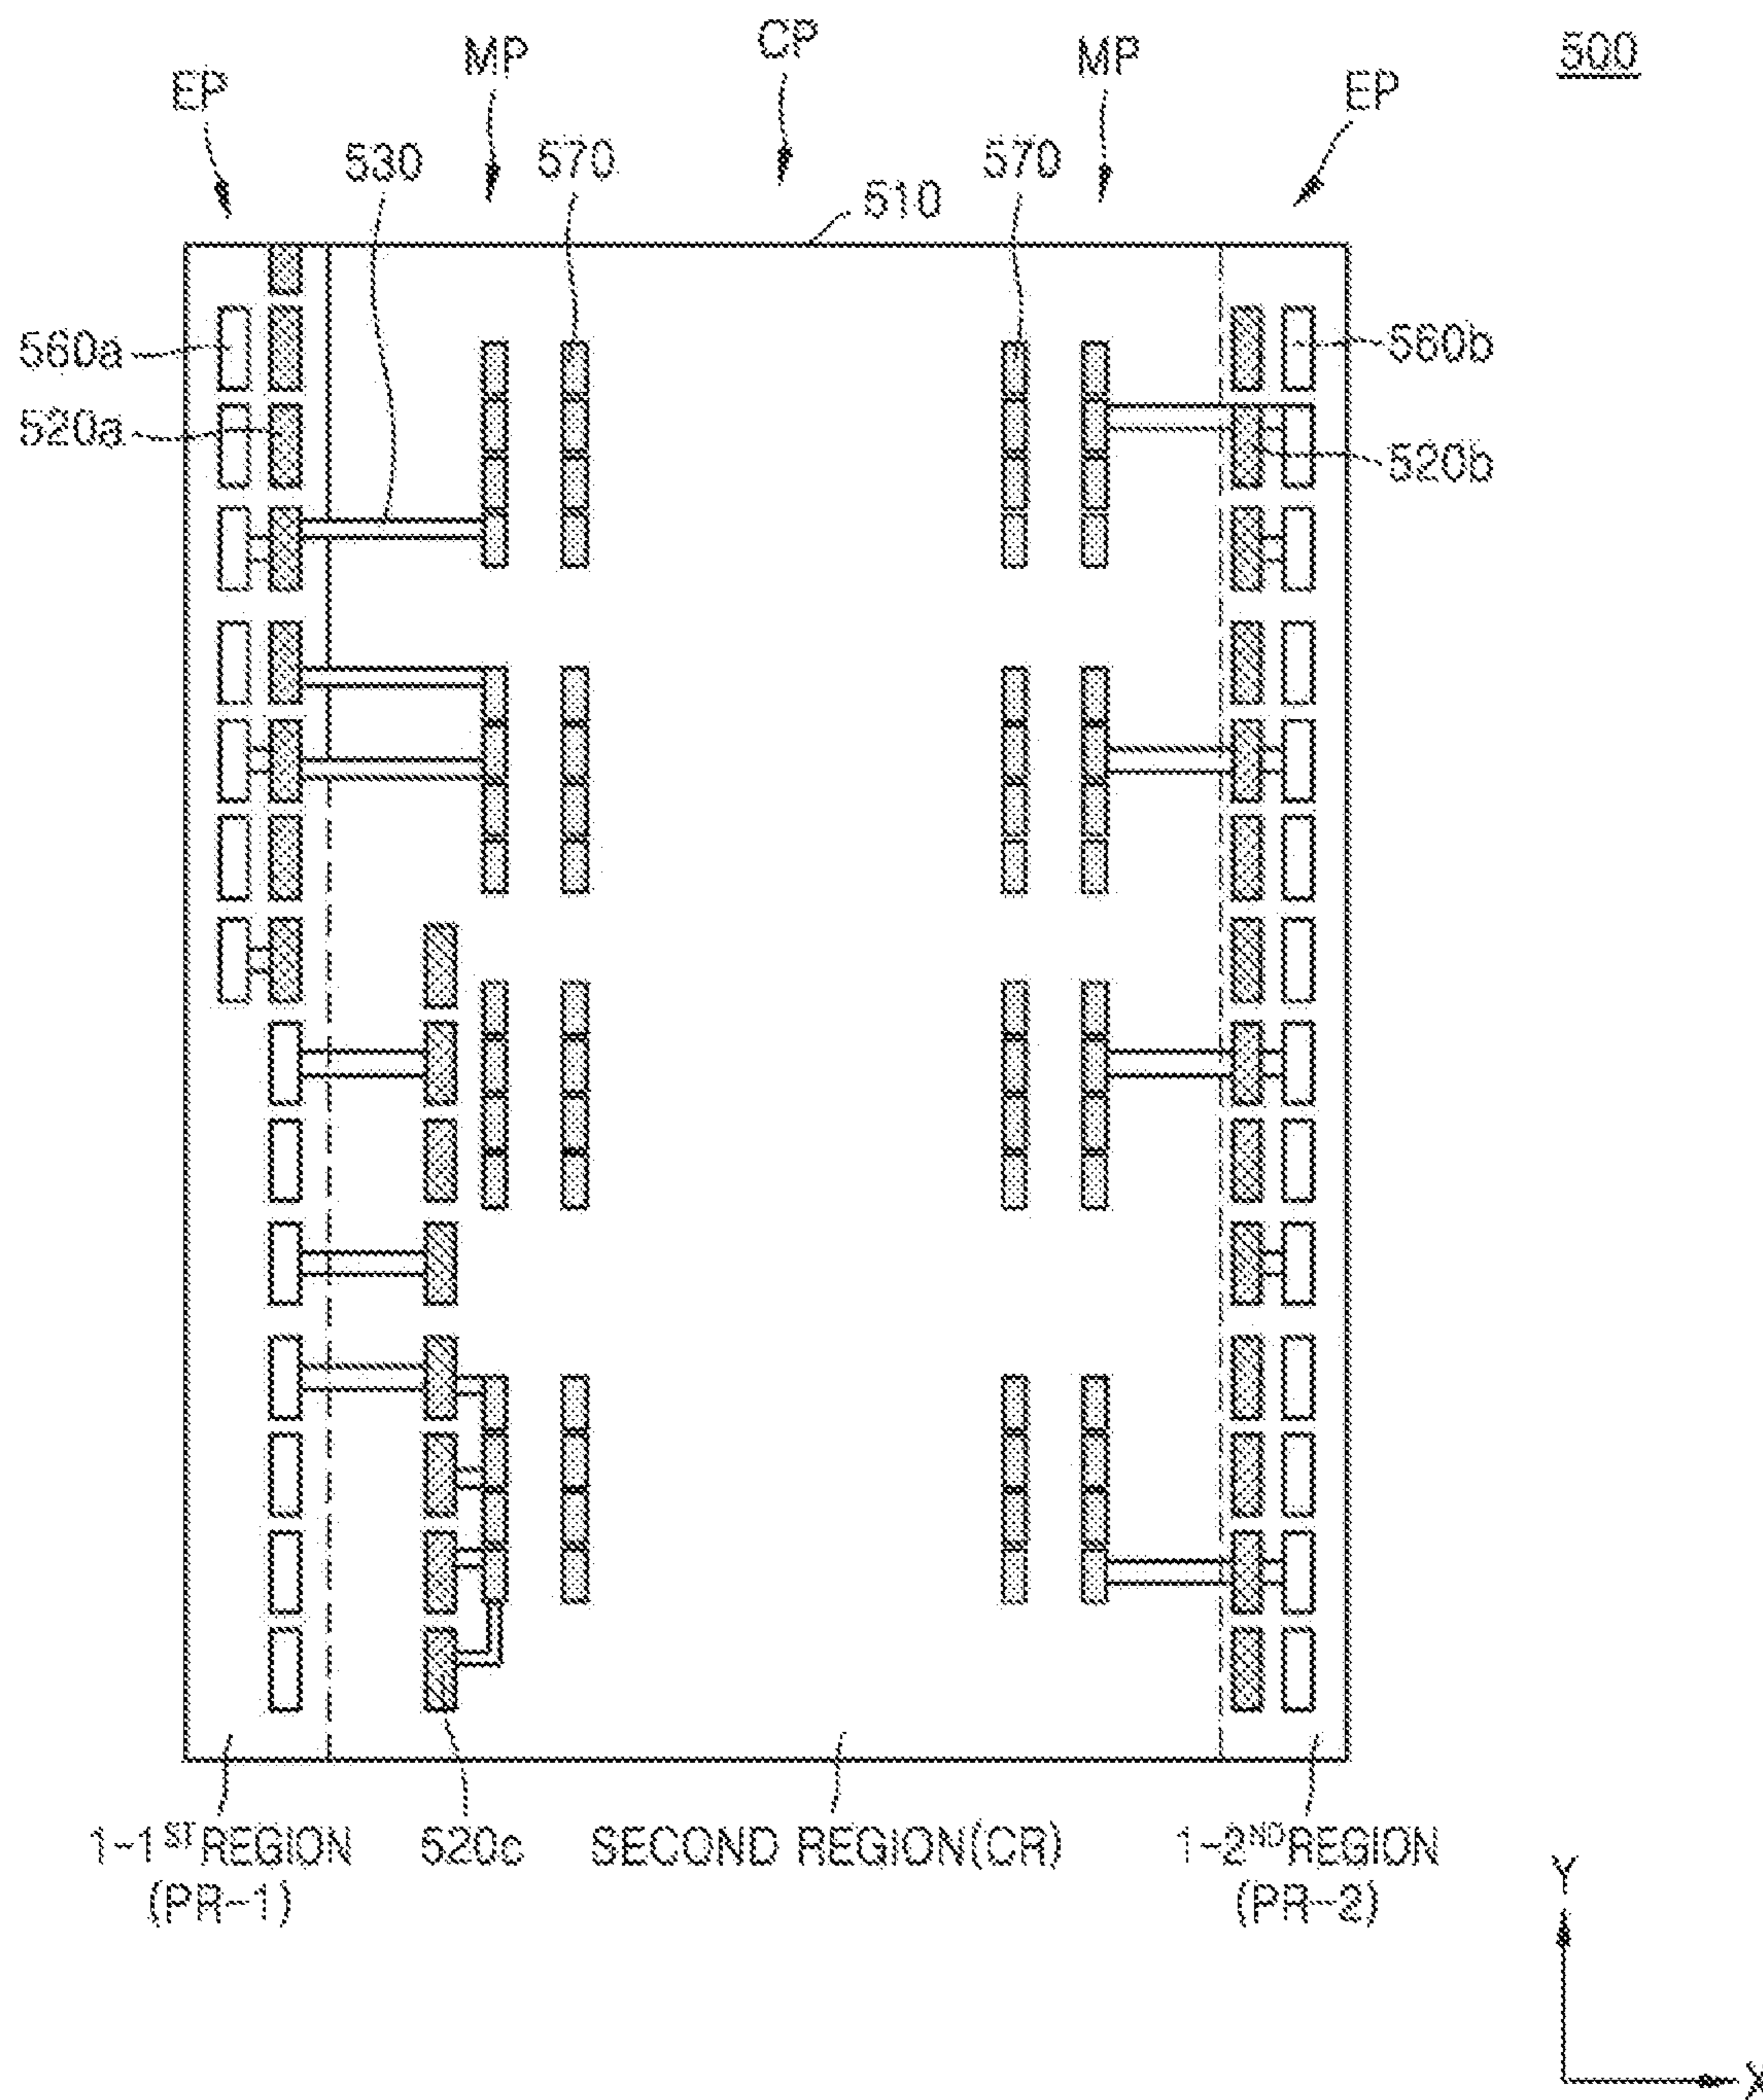 CP
500
MP
MP
EP
EP
530
570
570
510
560a
560b
520a
520b
1-1ST REGION
(PR-1)
520c
SECOND REGION(CR)
1-2ND REGION
(PR-2)
Y
X